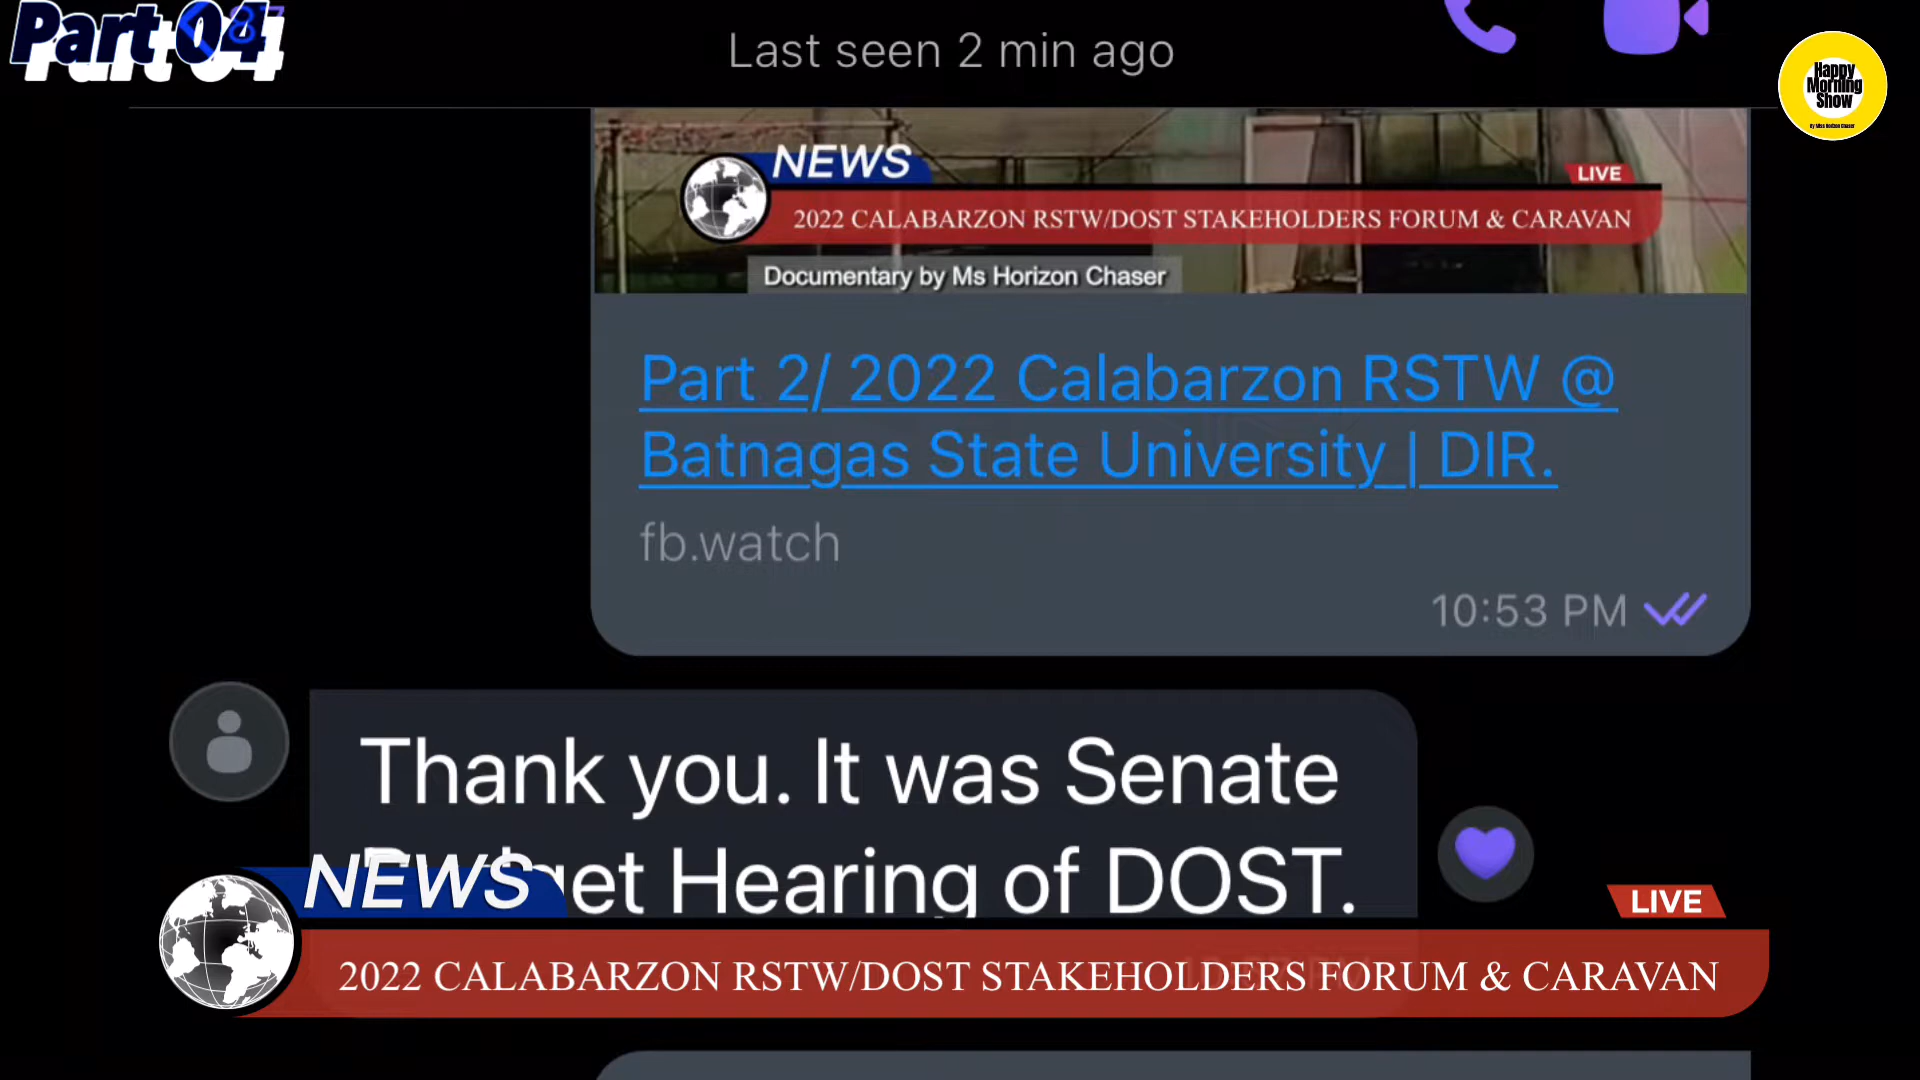 Part 04
Last seen 2 min ago
Happy
Morning
Show
NEWS
LIVE
2022 CALABARZON RSTW/DOST STAKEHOLDERS FORUM & CARAVAN
Documentary by Ms Horizon Chaser
Part 2/ 2022 Calabarzon RSTW @
Batnagas State University | DIR.
fb.watch
10:53 PM
Thank you. It was Senate
get Hearing of DOST.
NEWS
LIVE
2022 CALABARZON RSTW/DOST STAKEHOLDERS FORUM & CARAVAN